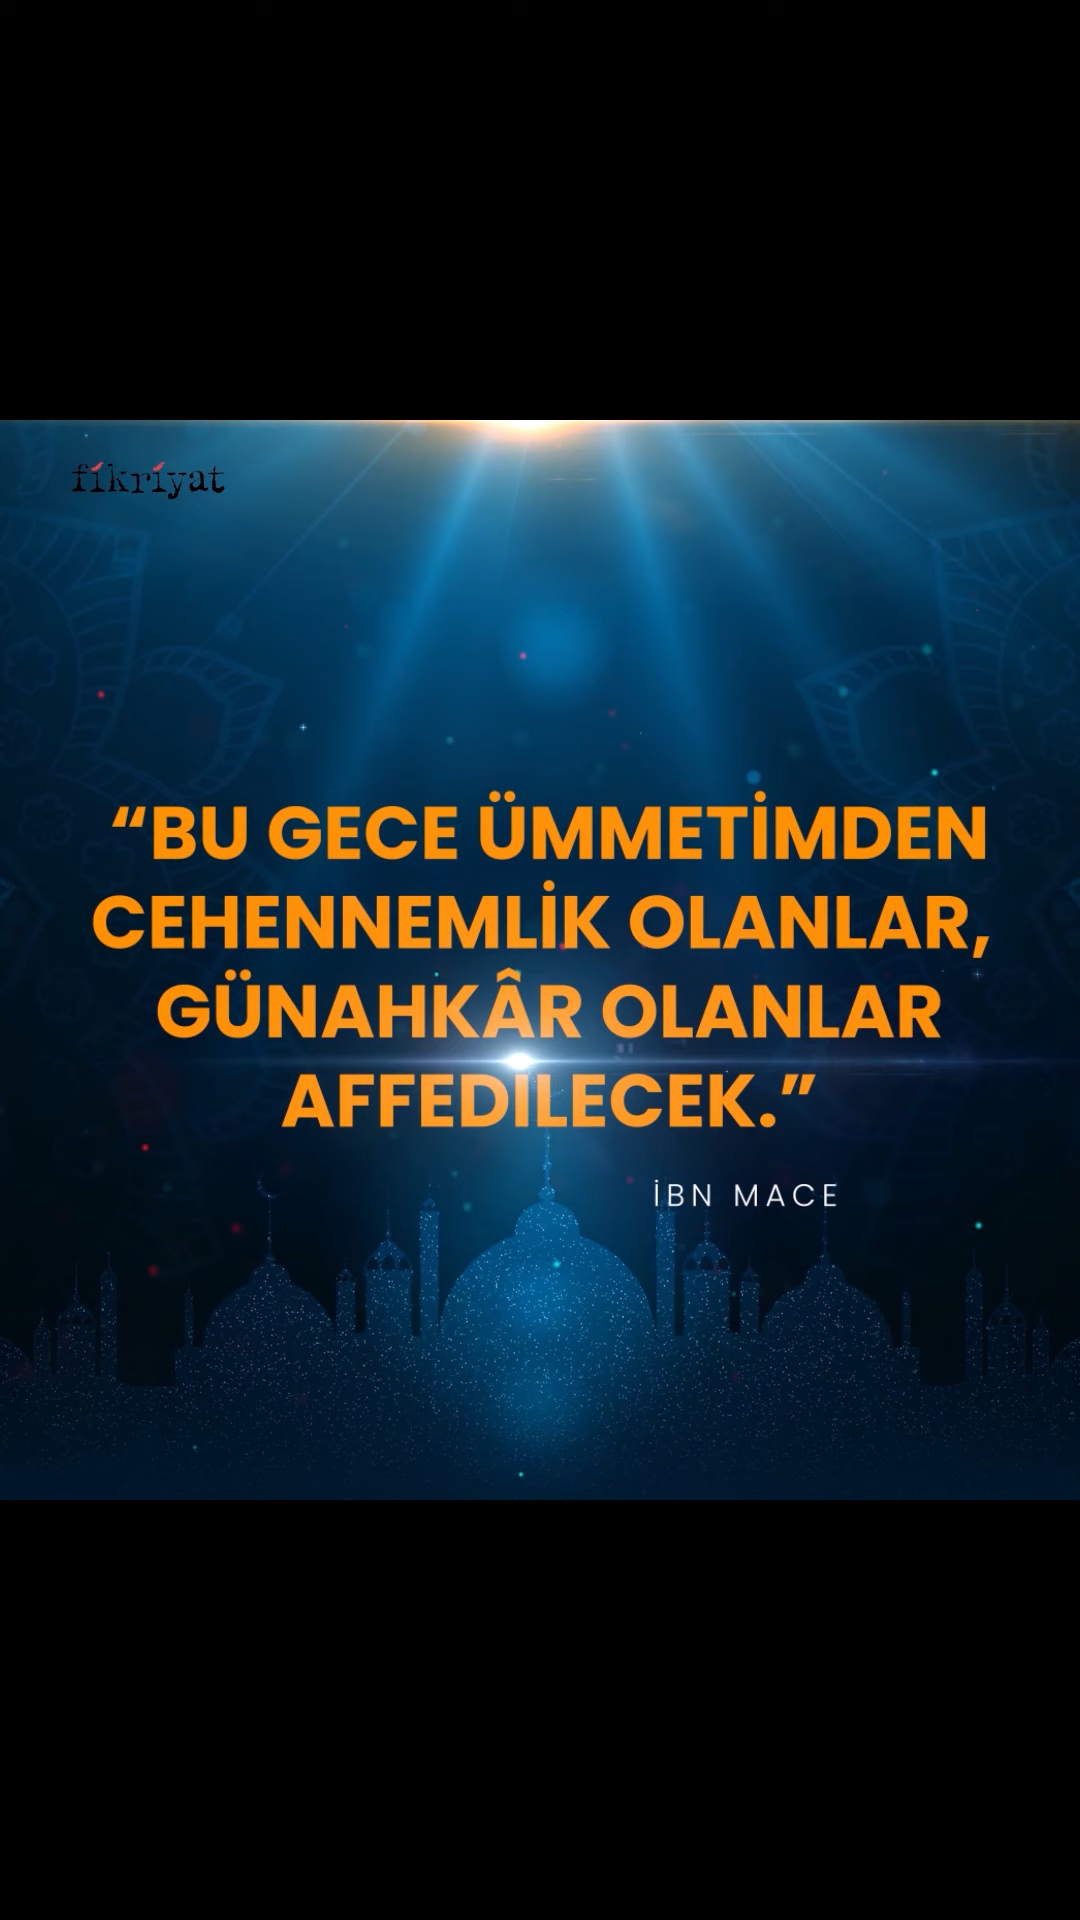 fikriyat
“BU GECE ÜMMETİMDEN
CEHENNEMLİK OLANLAR,
GÜNAHKÂR OLANLAR
AFFEDİLECEK.”
İBN MACE